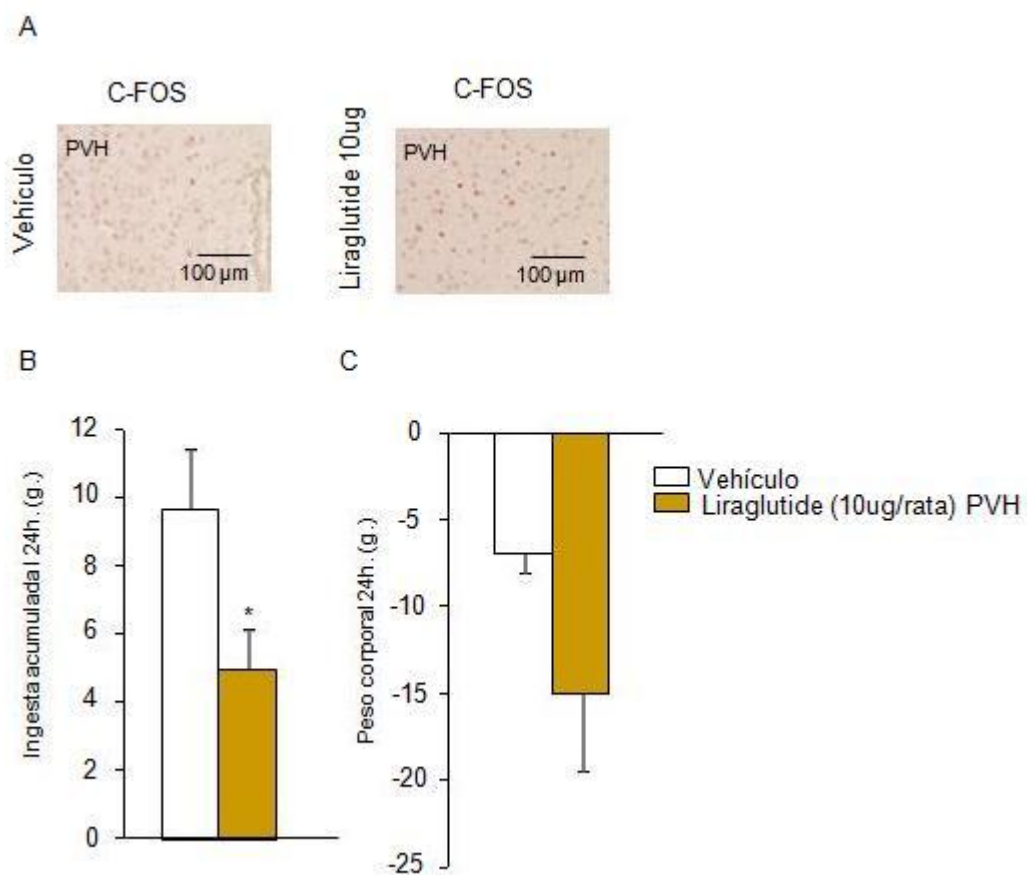 A
C-FOS
C-FOS
Vehículo
PVH
100 µm
Liraglutide 10ug
PVH
100 µm
B
Ingesta acumulada l 24h. (g.)
12
10
8
6
4
2
0
*
C
Peso corporal 24h. (g.)
0
-5
-10
-15
-20
-25
Vehículo
Liraglutide (10ug/rata) PVH